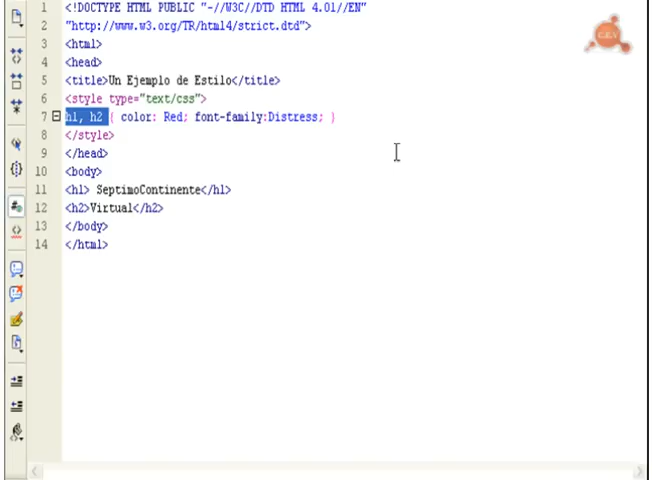 1 <!DOCTYPE HTML PUBLIC "-//W3C//DTD HTML 4.01//EN"
2 "http://www.w3.org/TR/html4/strict.dtd">
3 <html>
4 <head>
5 <title>Un Ejemplo de Estilo</title>
6 <style type="text/css">
7 h1, h2 { color: Red; font-family:Distress; }
8 </style>
9 </head>
10 <body>
11 <h1> SeptimoContinente</h1>
12 <h2>Virtual</h2>
13 </body>
14 </html>